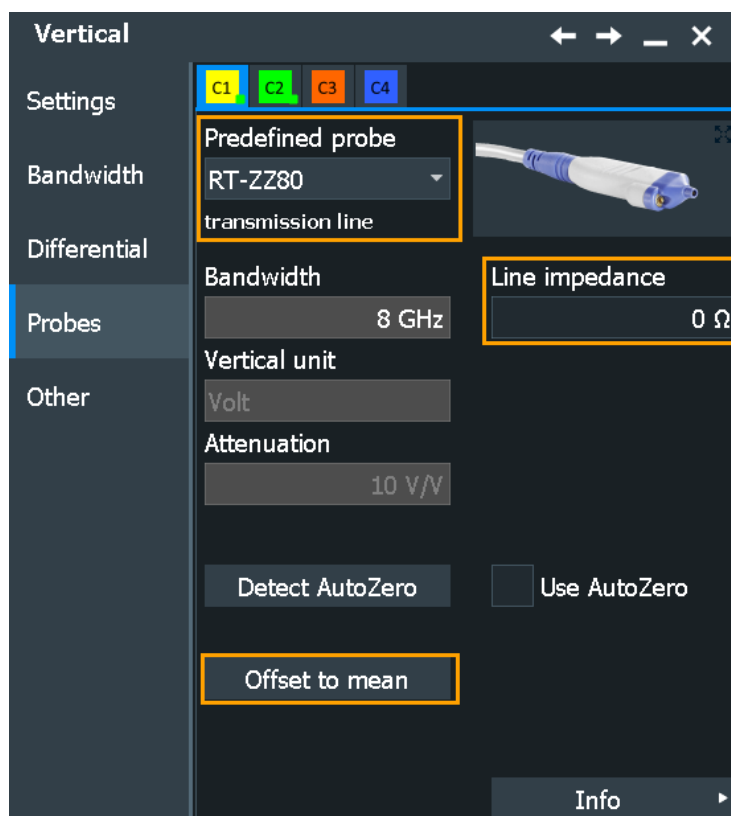 Vertical
Settings
Bandwidth
Differential
Probes
Other
C1 C2 C3 C4
Predefined probe
RT-ZZ80
transmission line
Bandwidth
8 GHz
Line impedance
0 Ω
Vertical unit
Volt
Attenuation
10 V/V
Detect AutoZero
Use AutoZero
Offset to mean
Info